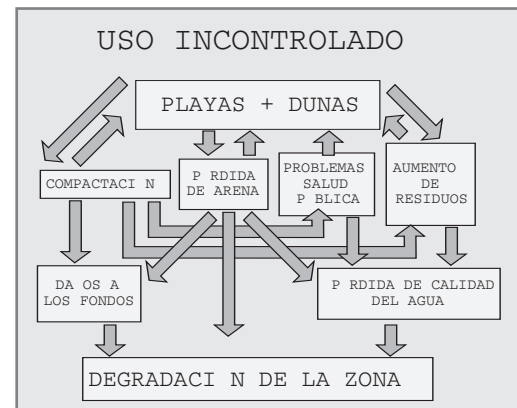 USO INCONTROLADO
PLAYAS + DUNAS
COMPACTACI N
P RDIDA
DE ARENA
PROBLEMAS
SALUD
P BLICA
AUMENTO
DE
RESIDUOS
DA OS A
LOS FONDOS
P RDIDA DE CALIDAD
DEL AGUA
DEGRADACI N DE LA ZONA